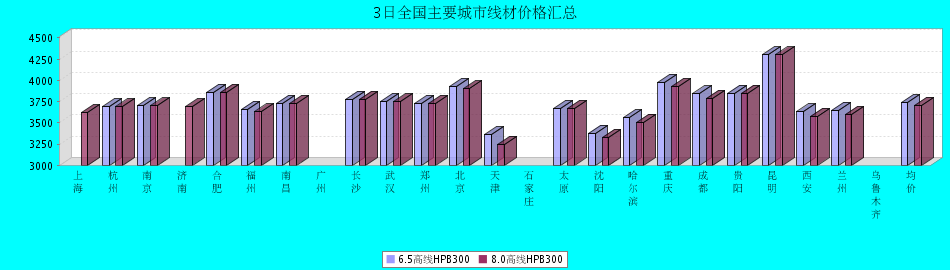 3日全国主要城市线材价格汇总
4500
4250
4000
3750
3500
3250
3000
上海
杭州
南京
济南
合肥
福州
南昌
广州
长沙
武汉
郑州
北京
天津
石家庄
太原
沈阳
哈尔滨
重庆
成都
贵阳
昆明
西安
兰州
乌鲁木齐
均价
6.5高线HPB300
8.0高线HPB300